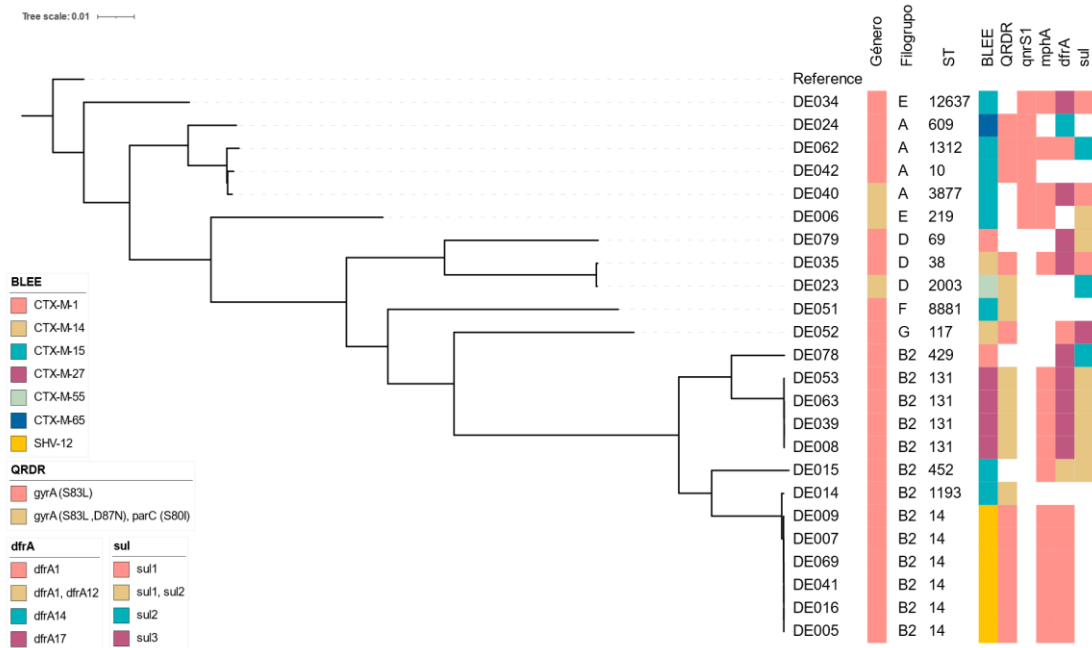 Tree scale: 0.01
Género Filogrupo ST BLEE QRDR qnrS1 mphA dfrA sul
Reference
DE034 E 12637
DE024 A 609
DE062 A 1312
DE042 A 10
DE040 A 3877
DE006 E 219
DE079 D 69
DE035 D 38
DE023 D 2003
DE051 F 8881
DE052 G 117
DE078 B2 429
DE053 B2 131
DE063 B2 131
DE039 B2 131
DE008 B2 131
DE015 B2 452
DE014 B2 1193
DE009 B2 14
DE007 B2 14
DE069 B2 14
DE041 B2 14
DE016 B2 14
DE005 B2 14
BLEE
CTX-M-1
CTX-M-14
CTX-M-15
CTX-M-27
CTX-M-55
CTX-M-65
SHV-12
QRDR
gyrA (S83L)
gyrA (S83L ,D87N), parC (S80I)
dfrA
dfrA1
dfrA1, dfrA12
dfrA14
dfrA17
sul
sul1
sul1, sul2
sul2
sul3